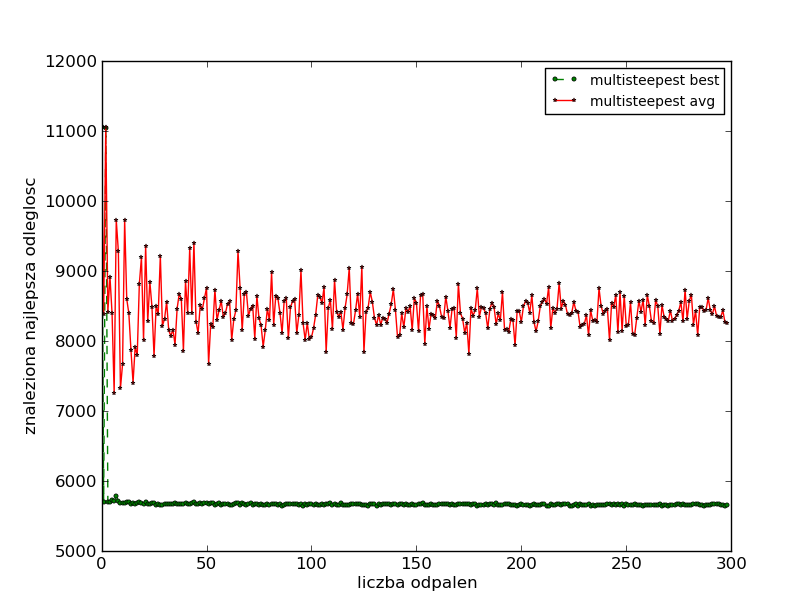 multisteepest best
multisteepest avg
12000
11000
10000
9000
8000
7000
6000
5000
znaleziona najlepsza odleglosc
0 50 100 150 200 250 300
liczba odpalen